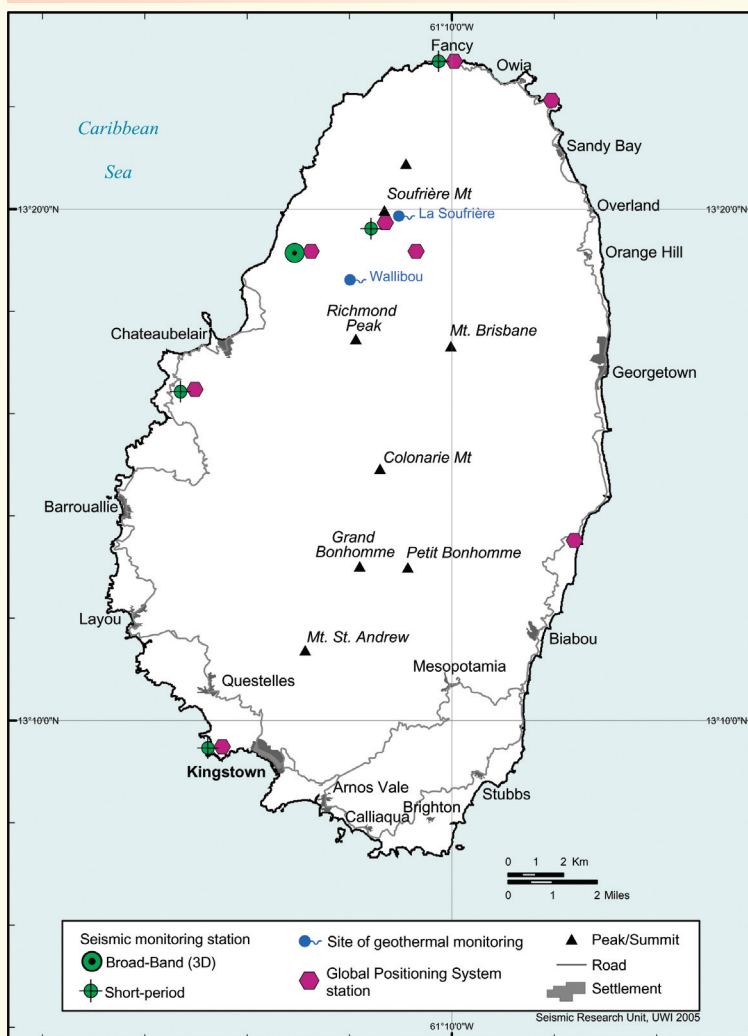 61°10'0"W
Fancy
Owia
Caribbean
Sea
Sandy Bay
Soufrière Mt
La Soufrière
Overland
13°20'0"N
13°20'0"N
Orange Hill
Wallibou
Richmond
Peak
Mt. Brisbane
Chateaubelair
Georgetown
Colonarie Mt
Barrouallie
Grand
Bonhomme
Petit Bonhomme
Layou
Mt. St. Andrew
Biabou
Mesopotamia
Questelles
13°10'0"N
13°10'0"N
Kingstown
Arnos Vale
Stubbs
Brighton
Calliaqua
0 1 2 Km
0 1 2 Miles
Seismic monitoring station
Broad-Band (3D)
Short-period
Site of geothermal monitoring
Global Positioning System
station
Peak/Summit
Road
Settlement
Seismic Research Unit, UWI 2005
61°10'0"W